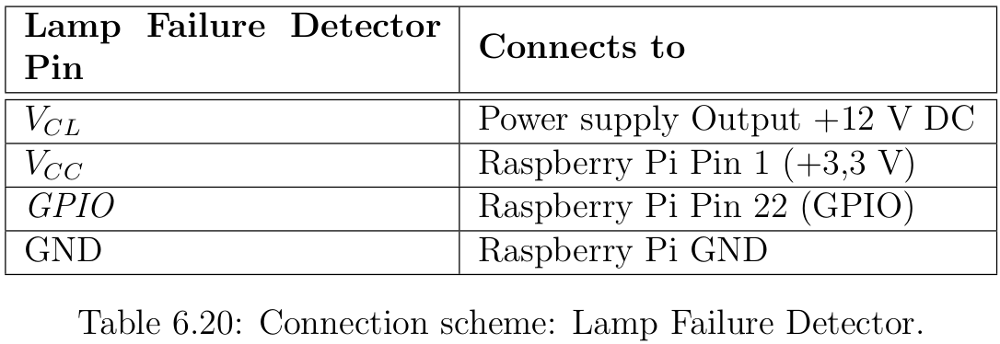 Lamp Failure Detector Pin | Connects to
V_{CL} | Power supply Output +12 V DC
V_{CC} | Raspberry Pi Pin 1 (+3,3 V)
GPIO | Raspberry Pi Pin 22 (GPIO)
GND | Raspberry Pi GND
Table 6.20: Connection scheme: Lamp Failure Detector.